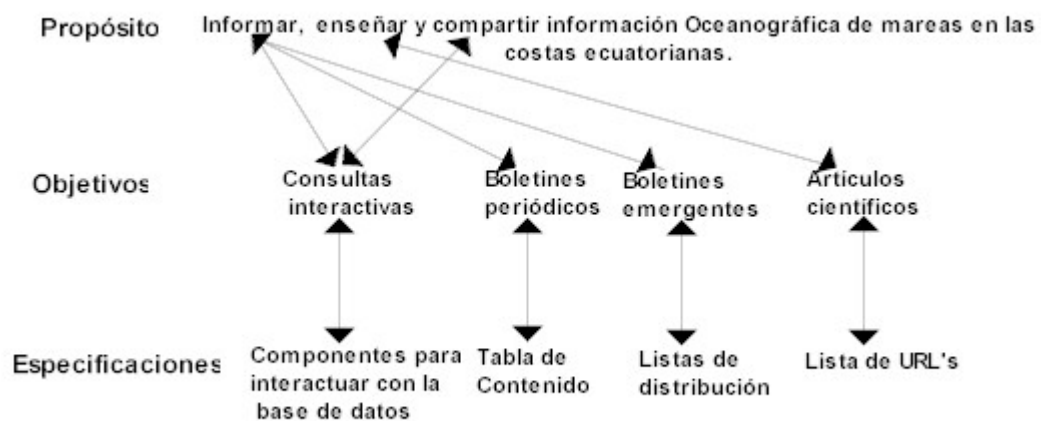 Propósito
Informar, enseñar y compartir información Oceanográfica de mareas en las
costas ecuatorianas.
Objetivos
Consultas
interactivas
Boletines
periódicos
Boletines
emergentes
Artículos
científicos
Especificaciones
Componentes para
interactuar con la
base de datos
Tabla de
Contenido
Listas de
distribución
Lista de URL's